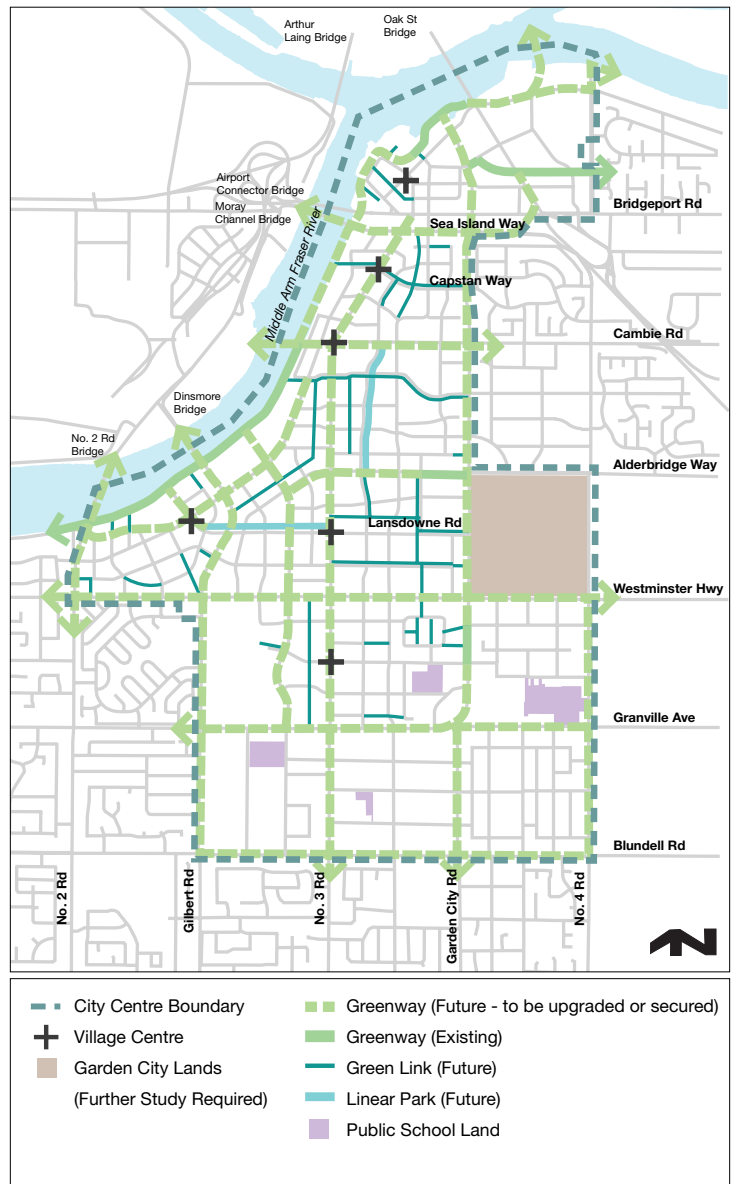 Arthur
Laing Bridge
Oak St
Bridge
Airport
Connector Bridge
Moray
Channel Bridge
Bridgeport Rd
Sea Island Way
Middle Arm Fraser River
Capstan Way
Cambie Rd
Dinsmore
Bridge
No. 2 Rd
Bridge
Alderbridge Way
Lansdowne Rd
Westminster Hwy
Granville Ave
Blundell Rd
No. 2 Rd
Gilbert Rd
No. 3 Rd
Garden City Rd
No. 4 Rd
N
City Centre Boundary
Village Centre
Garden City Lands
(Further Study Required)
Greenway (Future - to be upgraded or secured)
Greenway (Existing)
Green Link (Future)
Linear Park (Future)
Public School Land